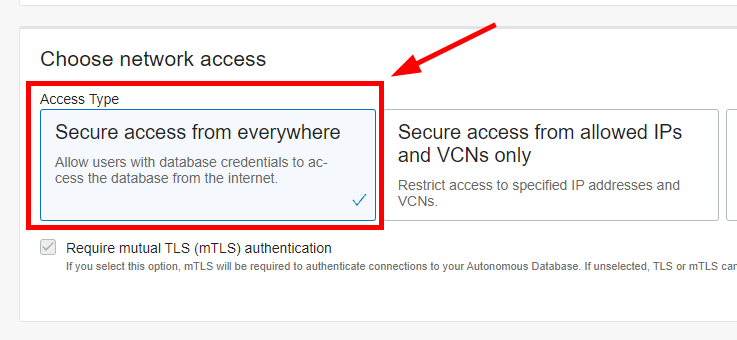 Choose network access
Access Type
Secure access from everywhere
Allow users with database credentials to ac-
cess the database from the internet.
Secure access from allowed IPs
and VCNs only
Restrict access to specified IP addresses and
VCNs.
Require mutual TLS (mTLS) authentication
If you select this option, mTLS will be required to authenticate connections to your Autonomous Database. If unselected, TLS or mTLS can